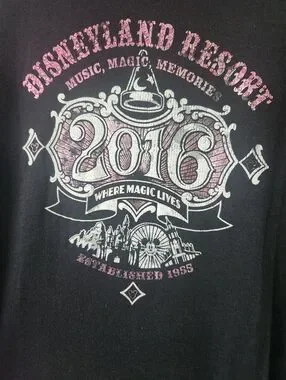 DISNEYLAND RESORT
MUSIC, MAGIC, MEMORIES
2016
WHERE MAGIC LIVES
ESTABLISHED 1955